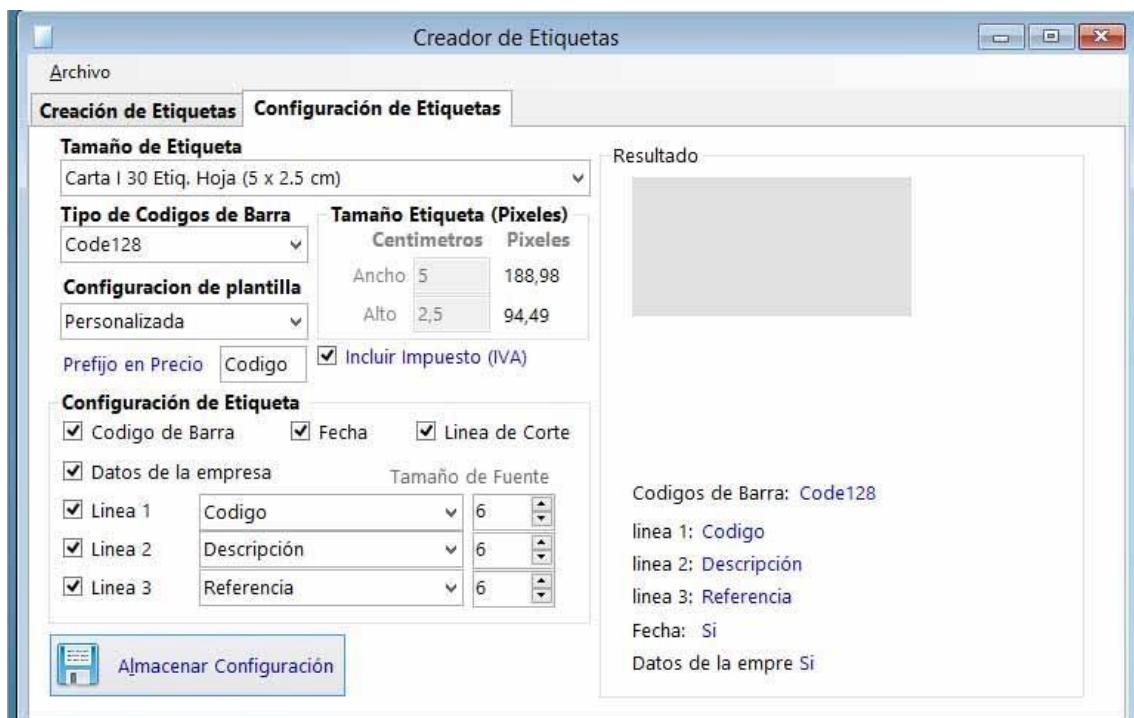 Creador de Etiquetas
Archivo
Creación de Etiquetas
Configuración de Etiquetas
Tamaño de Etiqueta
Carta I 30 Etiq. Hoja (5 x 2.5 cm)
Tipo de Codigos de Barra
Code128
Tamaño Etiqueta (Pixeles)
Centimetros Pixeles
Ancho 5 188,98
Alto 2,5 94,49
Configuracion de plantilla
Personalizada
Prefijo en Precio Codigo
Incluir Impuesto (IVA)
Configuración de Etiqueta
Codigo de Barra Fecha Linea de Corte
Datos de la empresa Tamaño de Fuente
Linea 1 Codigo 6
Linea 2 Descripción 6
Linea 3 Referencia 6
Almacenar Configuración
Resultado
Codigos de Barra: Code128
linea 1: Codigo
linea 2: Descripción
linea 3: Referencia
Fecha: Si
Datos de la empre Si